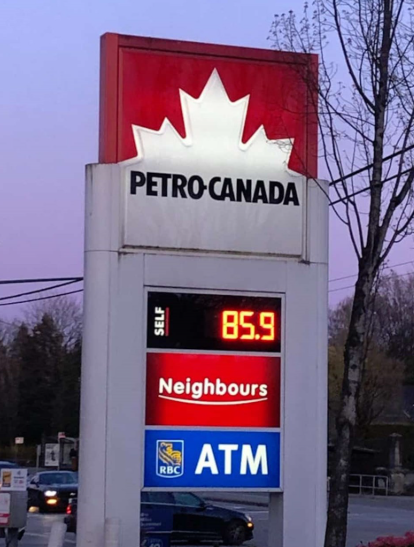 PETRO-CANADA
SELF 85.9
Neighbours
RBC ATM